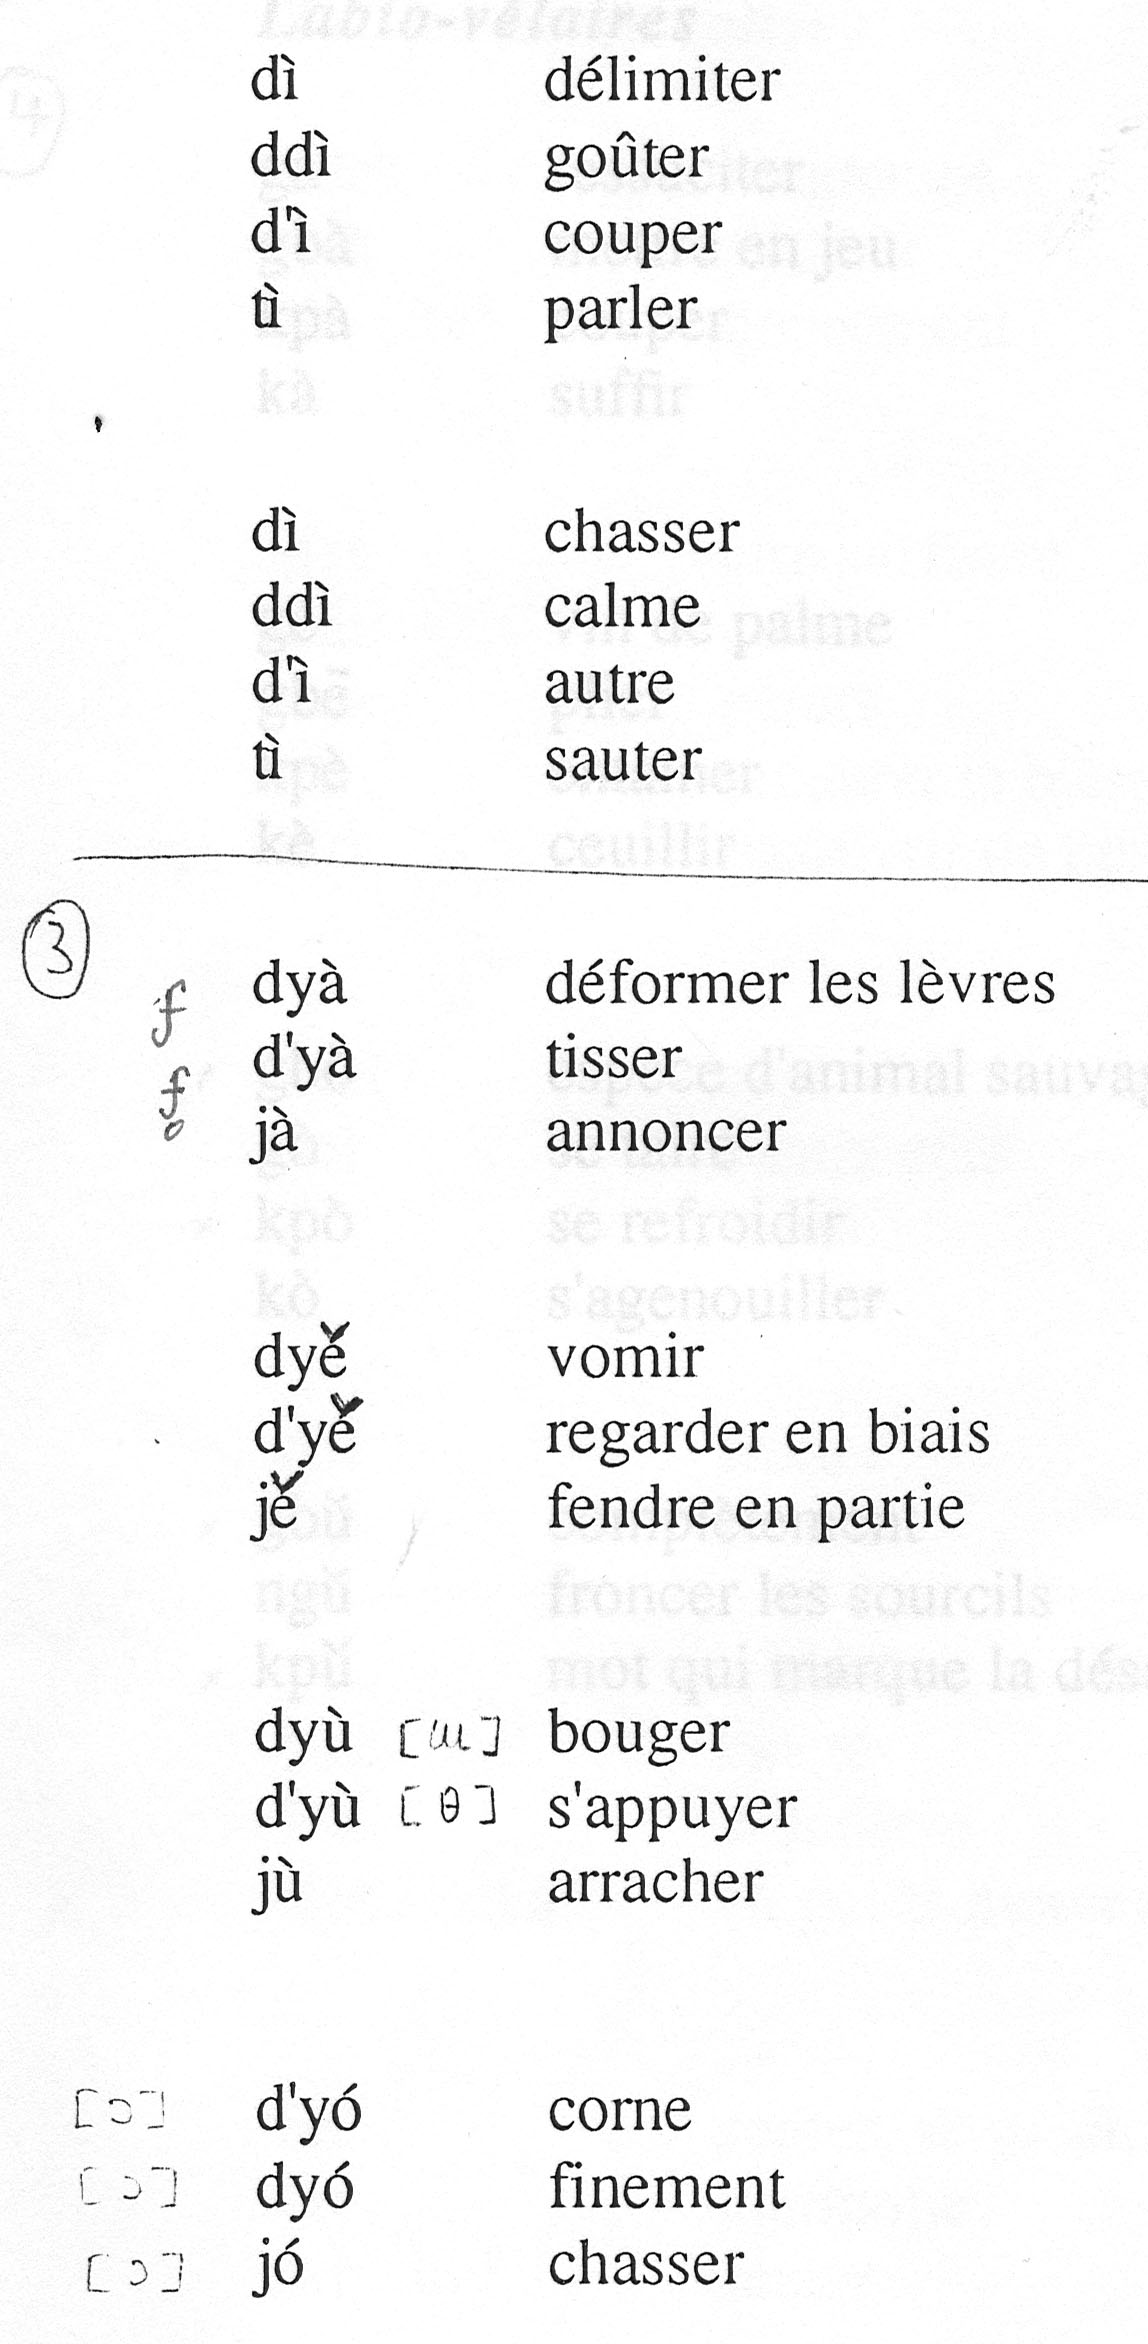 dì délimiter
ddì goûter
d'ì couper
tì parler
dì chasser
ddì calme
d'ì autre
tì sauter
3
ʄ dyà déformer les lèvres
ʄ̥ d'yà tisser
jà annoncer
dyě vomir
d'yě regarder en biais
jě fendre en partie
dyù [ɯ] bouger
d'yù [ɵ] s'appuyer
jù arracher
[ɔ] d'yó corne
[ɔ] dyó finement
[ɔ] jó chasser